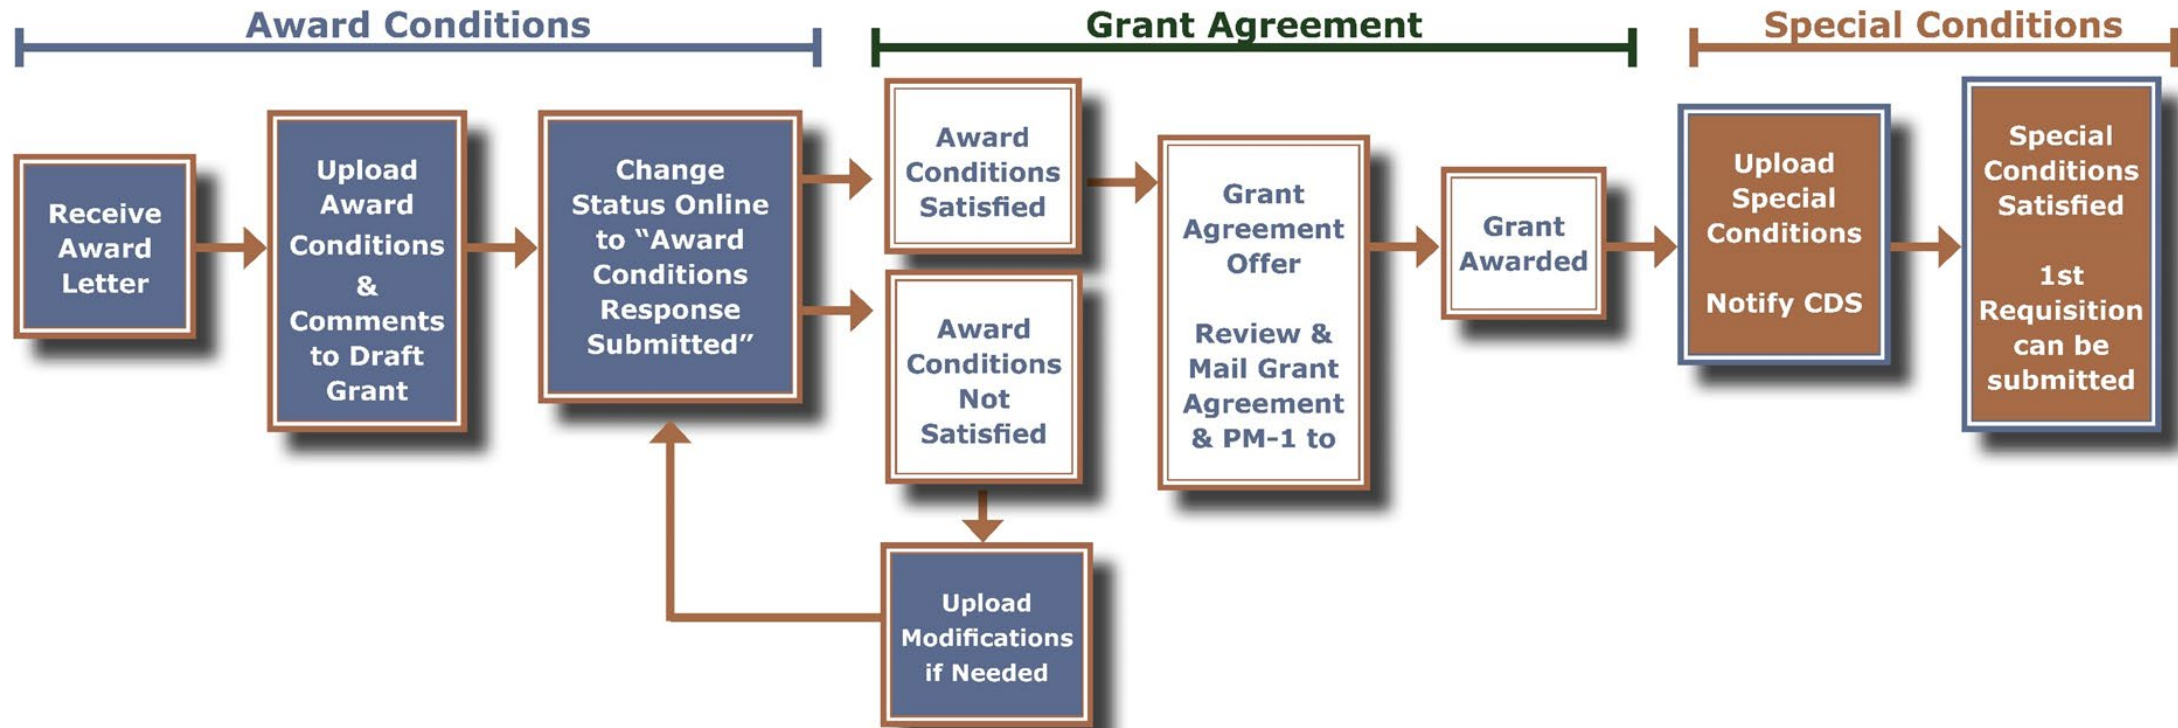 Award Conditions
Grant Agreement
Special Conditions
Receive
Award
Letter
Upload
Award
Conditions
&
Comments
to Draft
Grant
Change
Status Online
to “Award
Conditions
Response
Submitted”
Award
Conditions
Satisfied
Award
Conditions
Not
Satisfied
Upload
Modifications
if Needed
Grant
Agreement
Offer
Review &
Mail Grant
Agreement
& PM-1 to
Grant
Awarded
Upload
Special
Conditions
Notify CDS
Special
Conditions
Satisfied
1st
Requisition
can be
submitted